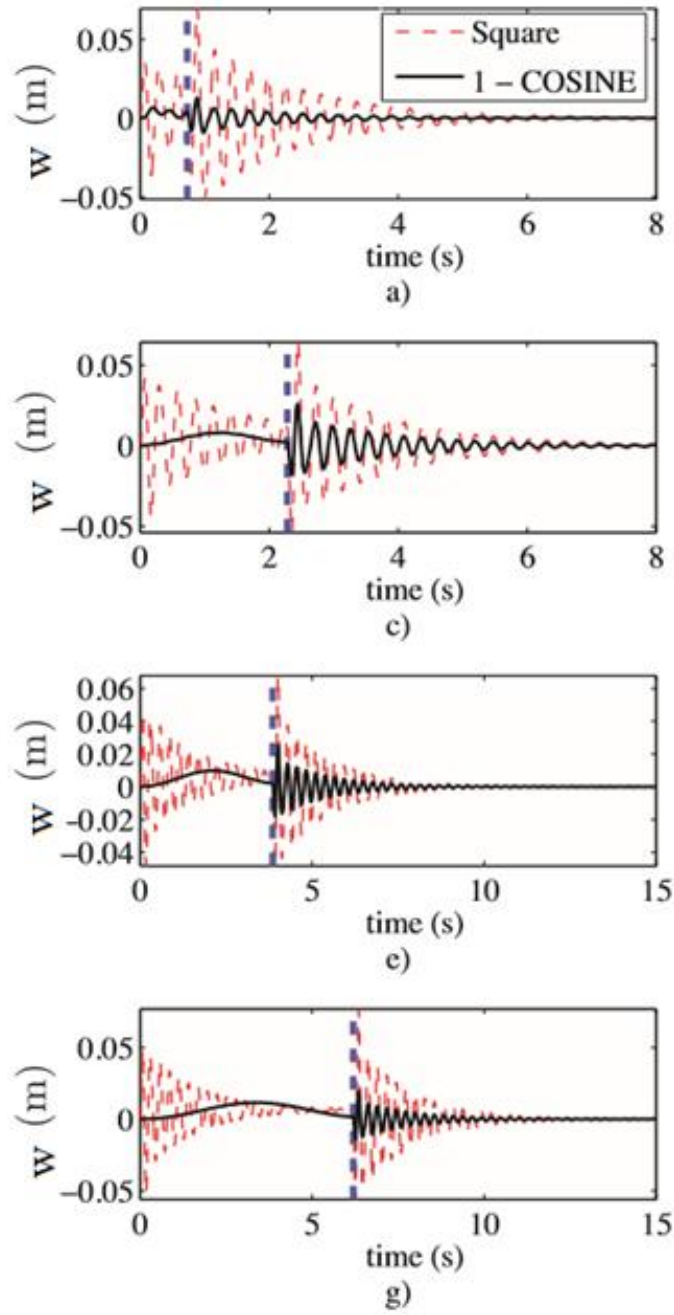 0.05
Square
1 – COSINE
w (m)
0
–0.05
0 2 4 6 8
time (s)
a)
0.05
w (m)
0
–0.05
0 2 4 6 8
time (s)
c)
0.06
0.04
0.02
w (m)
0
–0.02
–0.04
0 5 10 15
time (s)
e)
0.05
w (m)
0
–0.05
0 5 10 15
time (s)
g)